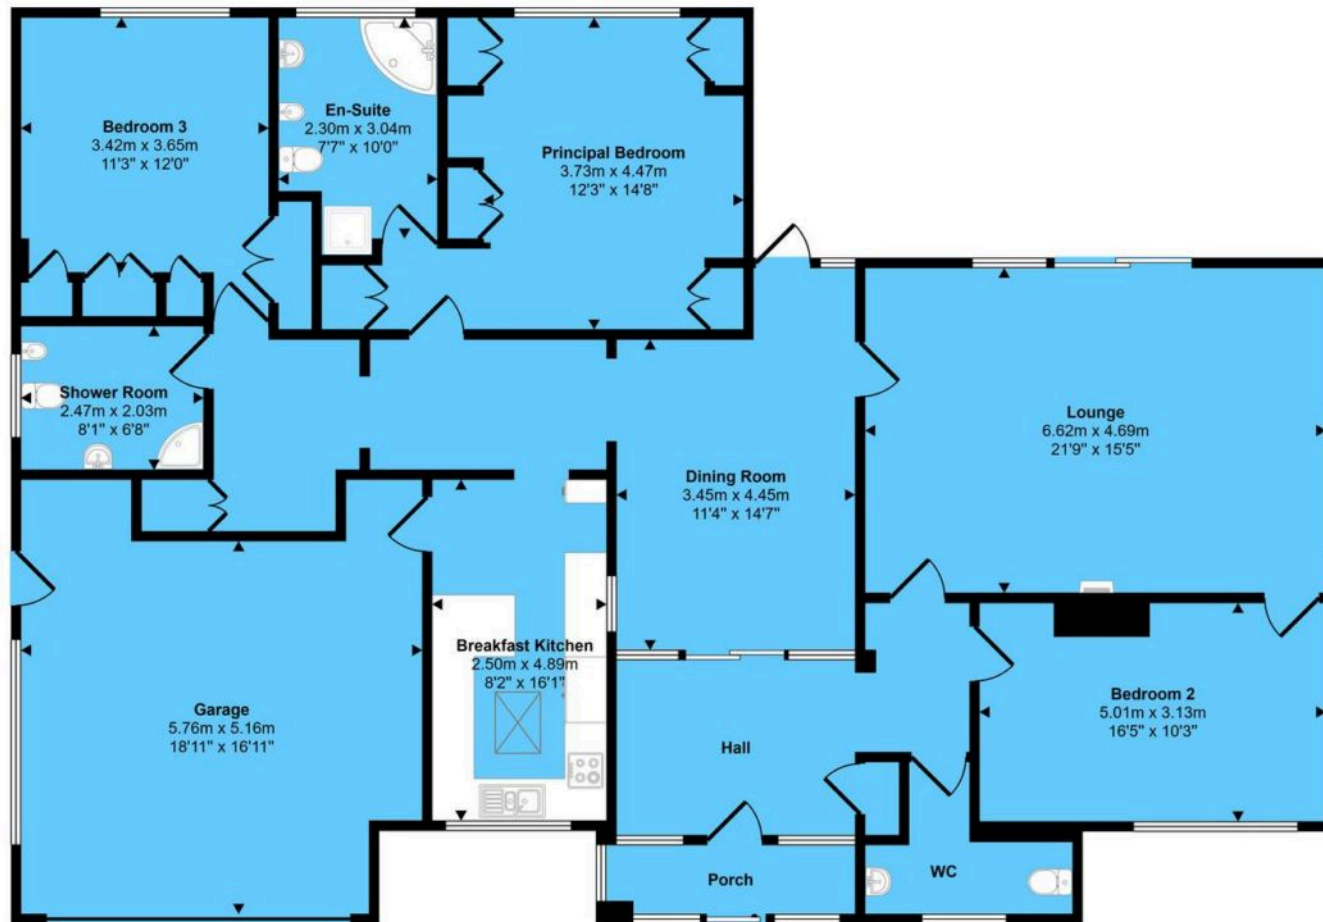 Bedroom 3
3.42m x 3.65m
11'3" x 12'0"
En-Suite
2.30m x 3.04m
7'7" x 10'0"
Principal Bedroom
3.73m x 4.47m
12'3" x 14'8"
Shower Room
2.47m x 2.03m
8'1" x 6'8"
Lounge
6.62m x 4.69m
21'9" x 15'5"
Dining Room
3.45m x 4.45m
11'4" x 14'7"
Breakfast Kitchen
2.50m x 4.89m
8'2" x 16'1"
Garage
5.76m x 5.16m
18'11" x 16'11"
Bedroom 2
5.01m x 3.13m
16'5" x 10'3"
Hall
Porch
WC